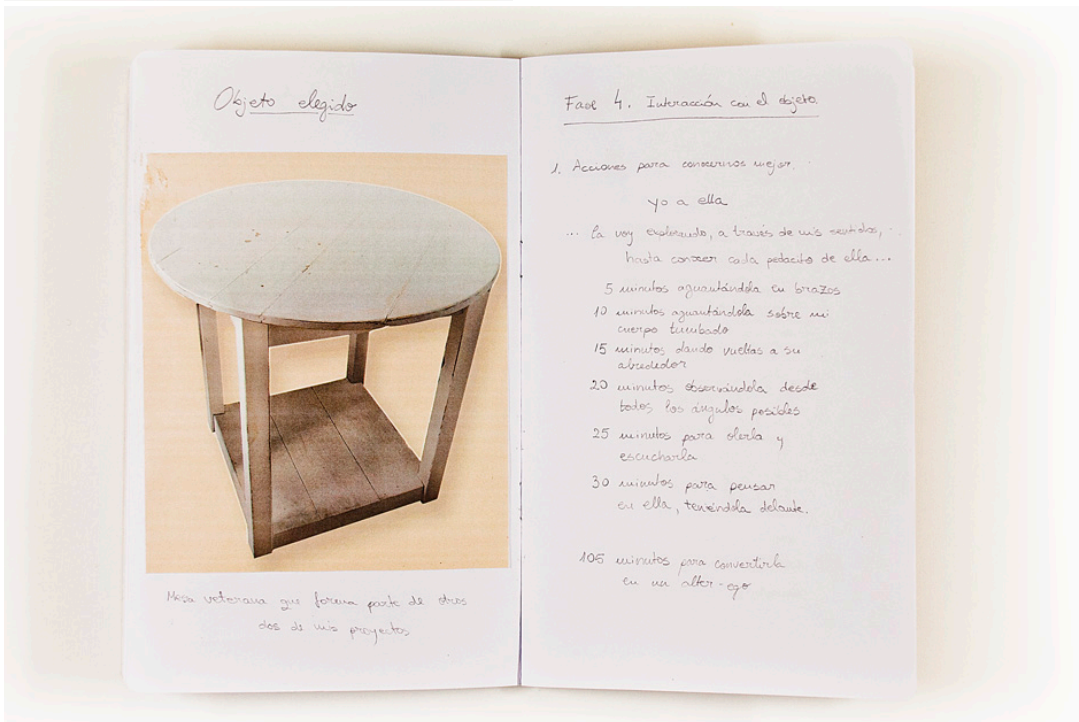 Objeto elegido
Mesa veterana que forma parte de otros
dos de mis proyectos
Fase 4. Interacción con el objeto.
1. Acciones para conocernos mejor.
yo a ella
... la voy explorando, a través de mis sentidos,
hasta conocer cada pedacito de ella...
5 minutos aguantándola en brazos
10 minutos aguantándola sobre mi
cuerpo tumbado
15 minutos dando vueltas a su
alrededor
20 minutos observándola desde
todos los ángulos posibles
25 minutos para olerla y
escucharla
30 minutos para pensar
en ella, teniéndola delante.
105 minutos para convertirla
en un alter-ego